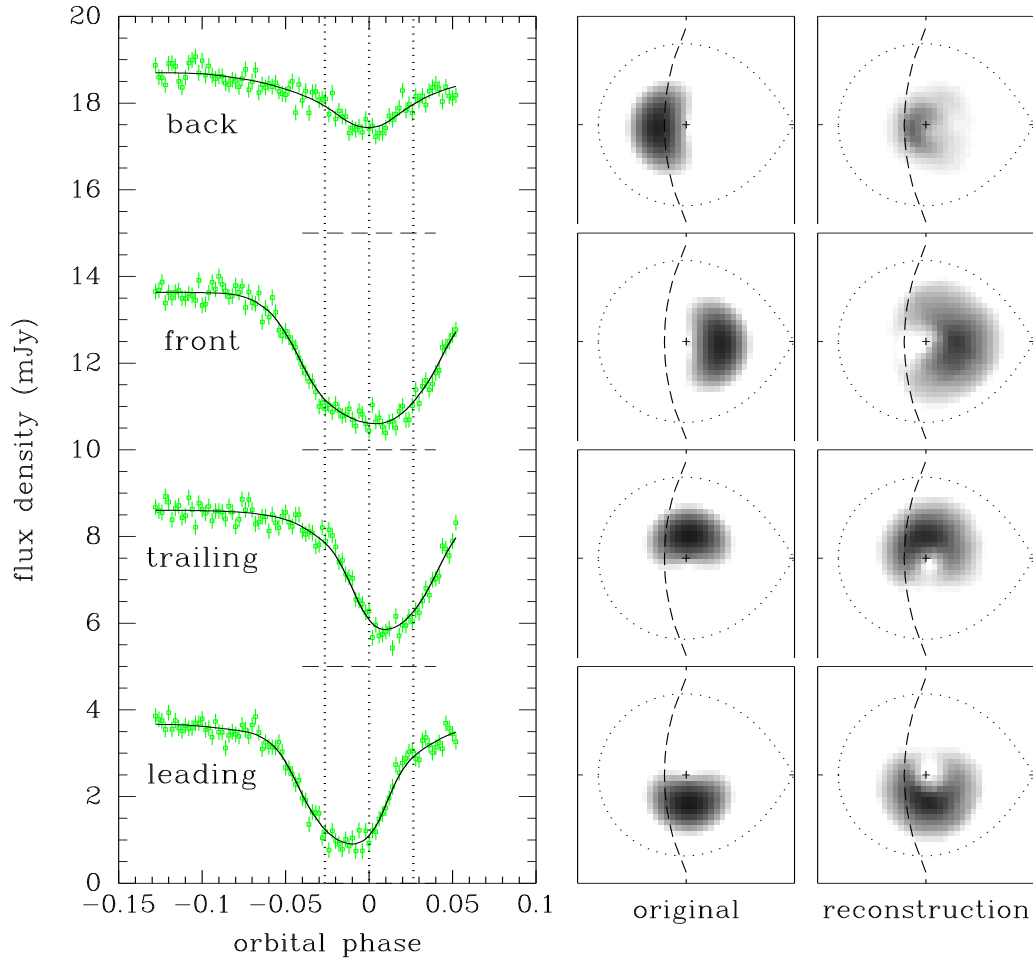 20
18
back
16
14
front
12
10
8
trailing
6
4
leading
2
0
−0.15 −0.1 −0.05 0 0.05 0.1
orbital phase
flux density (mJy)
original
reconstruction